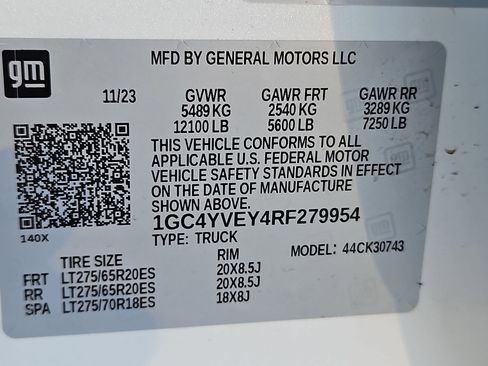 gm
MFD BY GENERAL MOTORS LLC
11/23 GVWR GAWR FRT GAWR RR
5489 KG 2540 KG 3289 KG
12100 LB 5600 LB 7250 LB
THIS VEHICLE CONFORMS TO ALL
APPLICABLE U.S. FEDERAL MOTOR
VEHICLE SAFETY STANDARDS IN EFFECT
ON THE DATE OF MANUFACTURE
SHOWN ABOVE.
140X
1GC4YVEY4RF279954
TYPE: TRUCK MODEL: 44CK30743
TIRE SIZE RIM
FRT LT275/65R20ES 20X8.5J
RR LT275/65R20ES 20X8.5J
SPA LT275/70R18ES 18X8J